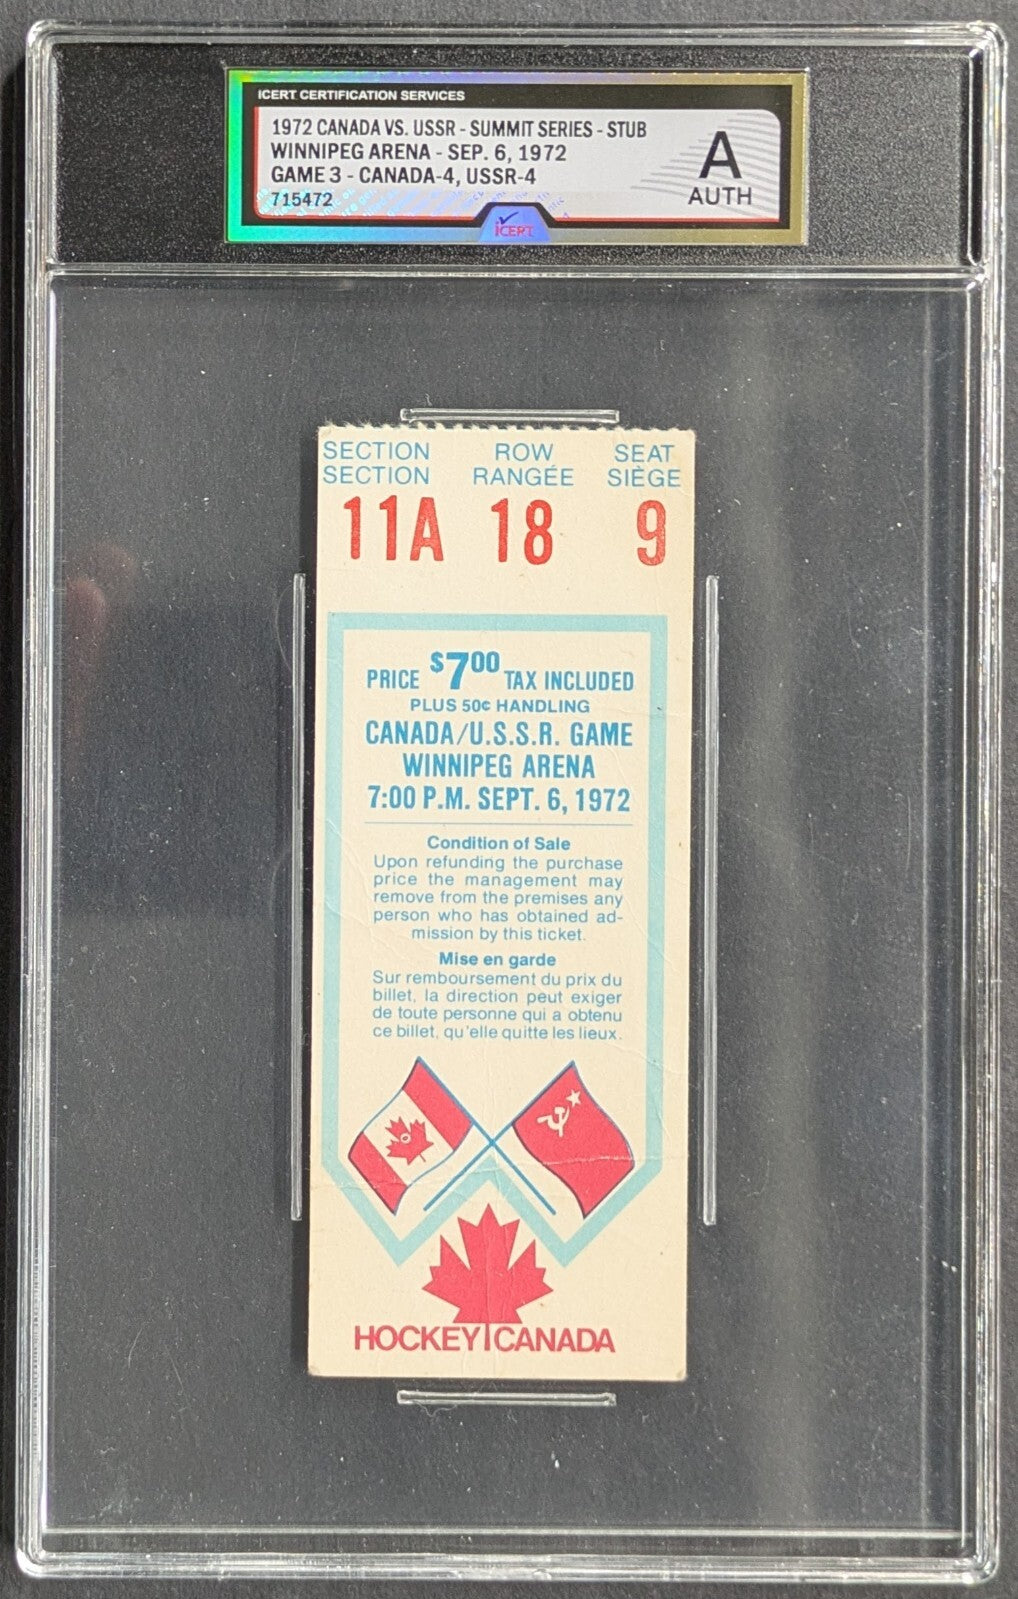 ICERT CERTIFICATION SERVICES
1972 CANADA VS. USSR - SUMMIT SERIES - STUB
WINNIPEG ARENA - SEP. 6, 1972
GAME 3 - CANADA-4, USSR-4
715472
A
AUTH
iCERT
SECTION ROW SEAT
SECTION RANGÉE SIÈGE
11A 18 9
PRICE $7.00 TAX INCLUDED
PLUS 50¢ HANDLING
CANADA/U.S.S.R. GAME
WINNIPEG ARENA
7:00 P.M. SEPT. 6, 1972
Condition of Sale
Upon refunding the purchase
price the management may
remove from the premises any
person who has obtained ad-
mission by this ticket.
Mise en garde
Sur remboursement du prix du
billet, la direction peut exiger
de toute personne qui a obtenu
ce billet, qu'elle quitte les lieux.
HOCKEY CANADA